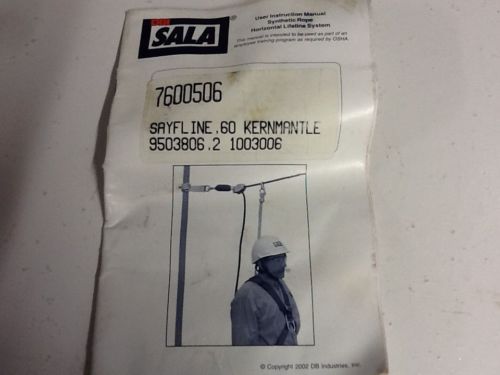 DB
SALA®
User Instruction Manual
Synthetic Rope
Horizontal Lifeline System
This manual is intended to be used as part of an
employee training program as required by OSHA.
7600506
SAYFLINE,60 KERNMANTLE
9503806.2 1003006
© Copyright 2002 DB Industries, Inc.